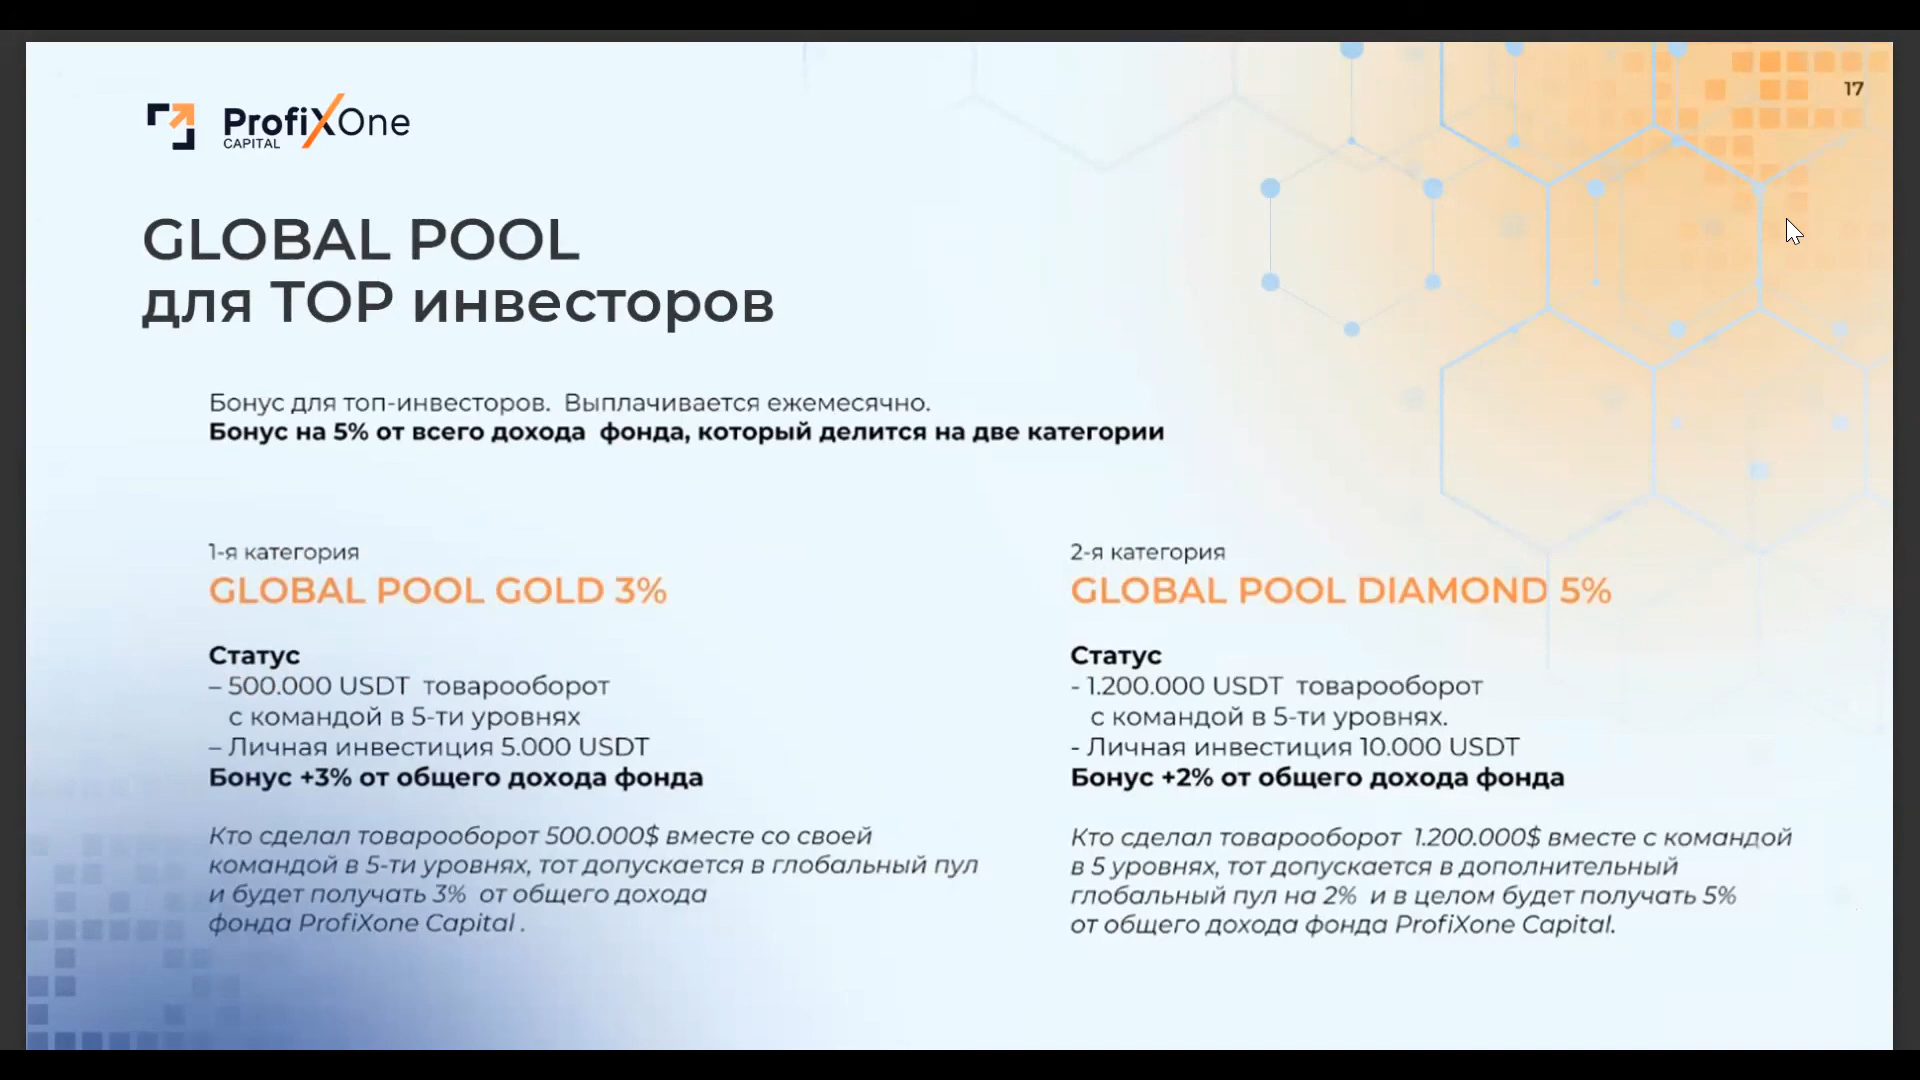 17
ProfiXOne
CAPITAL
GLOBAL POOL
для TOP инвесторов
Бонус для топ-инвесторов. Выплачивается ежемесячно.
Бонус на 5% от всего дохода фонда, который делится на две категории
1-я категория
GLOBAL POOL GOLD 3%
Статус
– 500.000 USDT товарооборот
с командой в 5-ти уровнях
– Личная инвестиция 5.000 USDT
Бонус +3% от общего дохода фонда
Кто сделал товарооборот 500.000$ вместе со своей
командой в 5-ти уровнях, тот допускается в глобальный пул
и будет получать 3% от общего дохода
фонда ProfiXone Capital .
2-я категория
GLOBAL POOL DIAMOND 5%
Статус
- 1.200.000 USDT товарооборот
с командой в 5-ти уровнях.
- Личная инвестиция 10.000 USDT
Бонус +2% от общего дохода фонда
Кто сделал товарооборот 1.200.000$ вместе с командой
в 5 уровнях, тот допускается в дополнительный
глобальный пул на 2% и в целом будет получать 5%
от общего дохода фонда ProfiXone Capital.